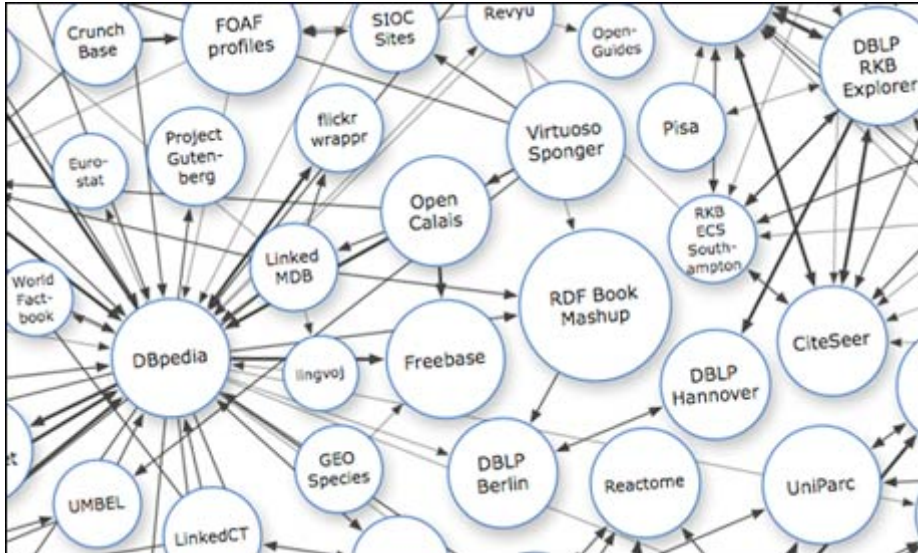 Crunch
Base
FOAF
profiles
SIOC
Sites
Revyu
Open-
Guides
DBLP
RKB
Explorer
Euro-
stat
Project
Guten-
berg
flickr
wrappr
Virtuoso
Sponger
Pisa
Open
Calais
RKB
ECS
South-
ampton
World
Fact-
book
Linked
MDB
RDF Book
Mashup
DBpedia
lingvoj
Freebase
CiteSeer
DBLP
Hannover
GEO
Species
DBLP
Berlin
Reactome
UniParc
UMBEL
LinkedCT